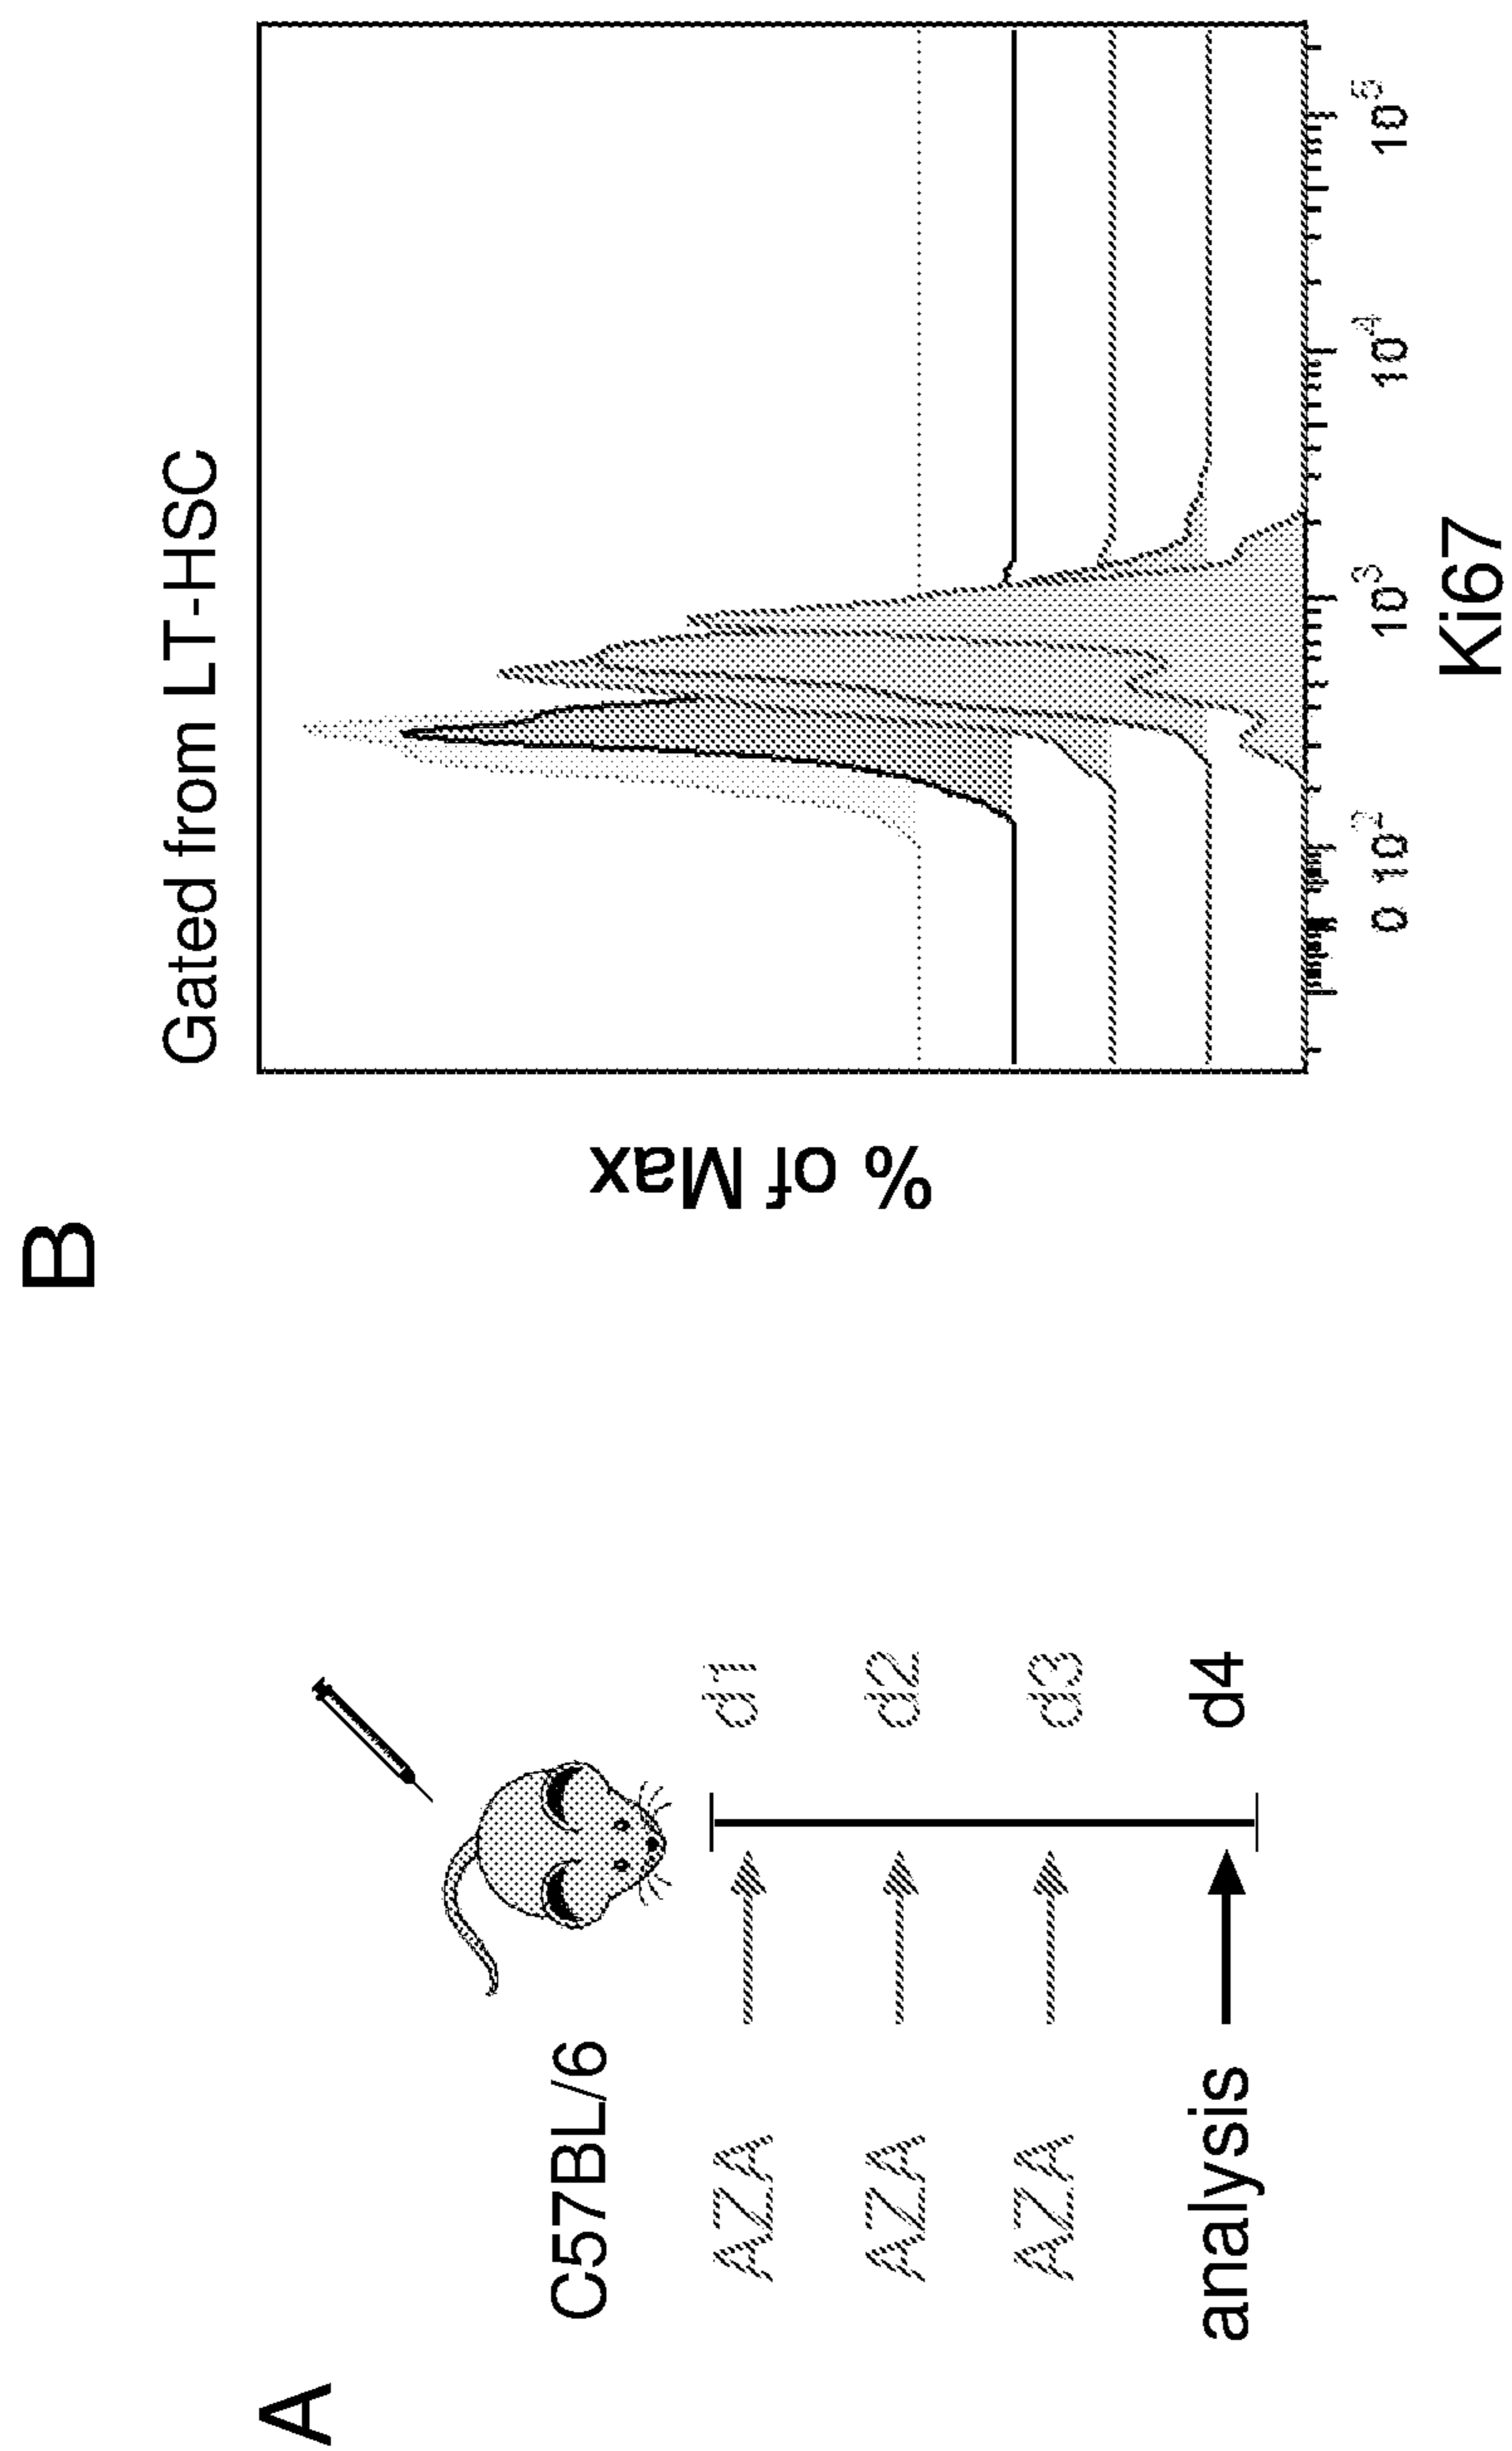 A
C57BL/6
AZA d1
AZA d2
AZA d3
analysis d4
B
Gated from LT-HSC
% of Max
0 10² 10³ 10⁴ 10⁵
Ki67